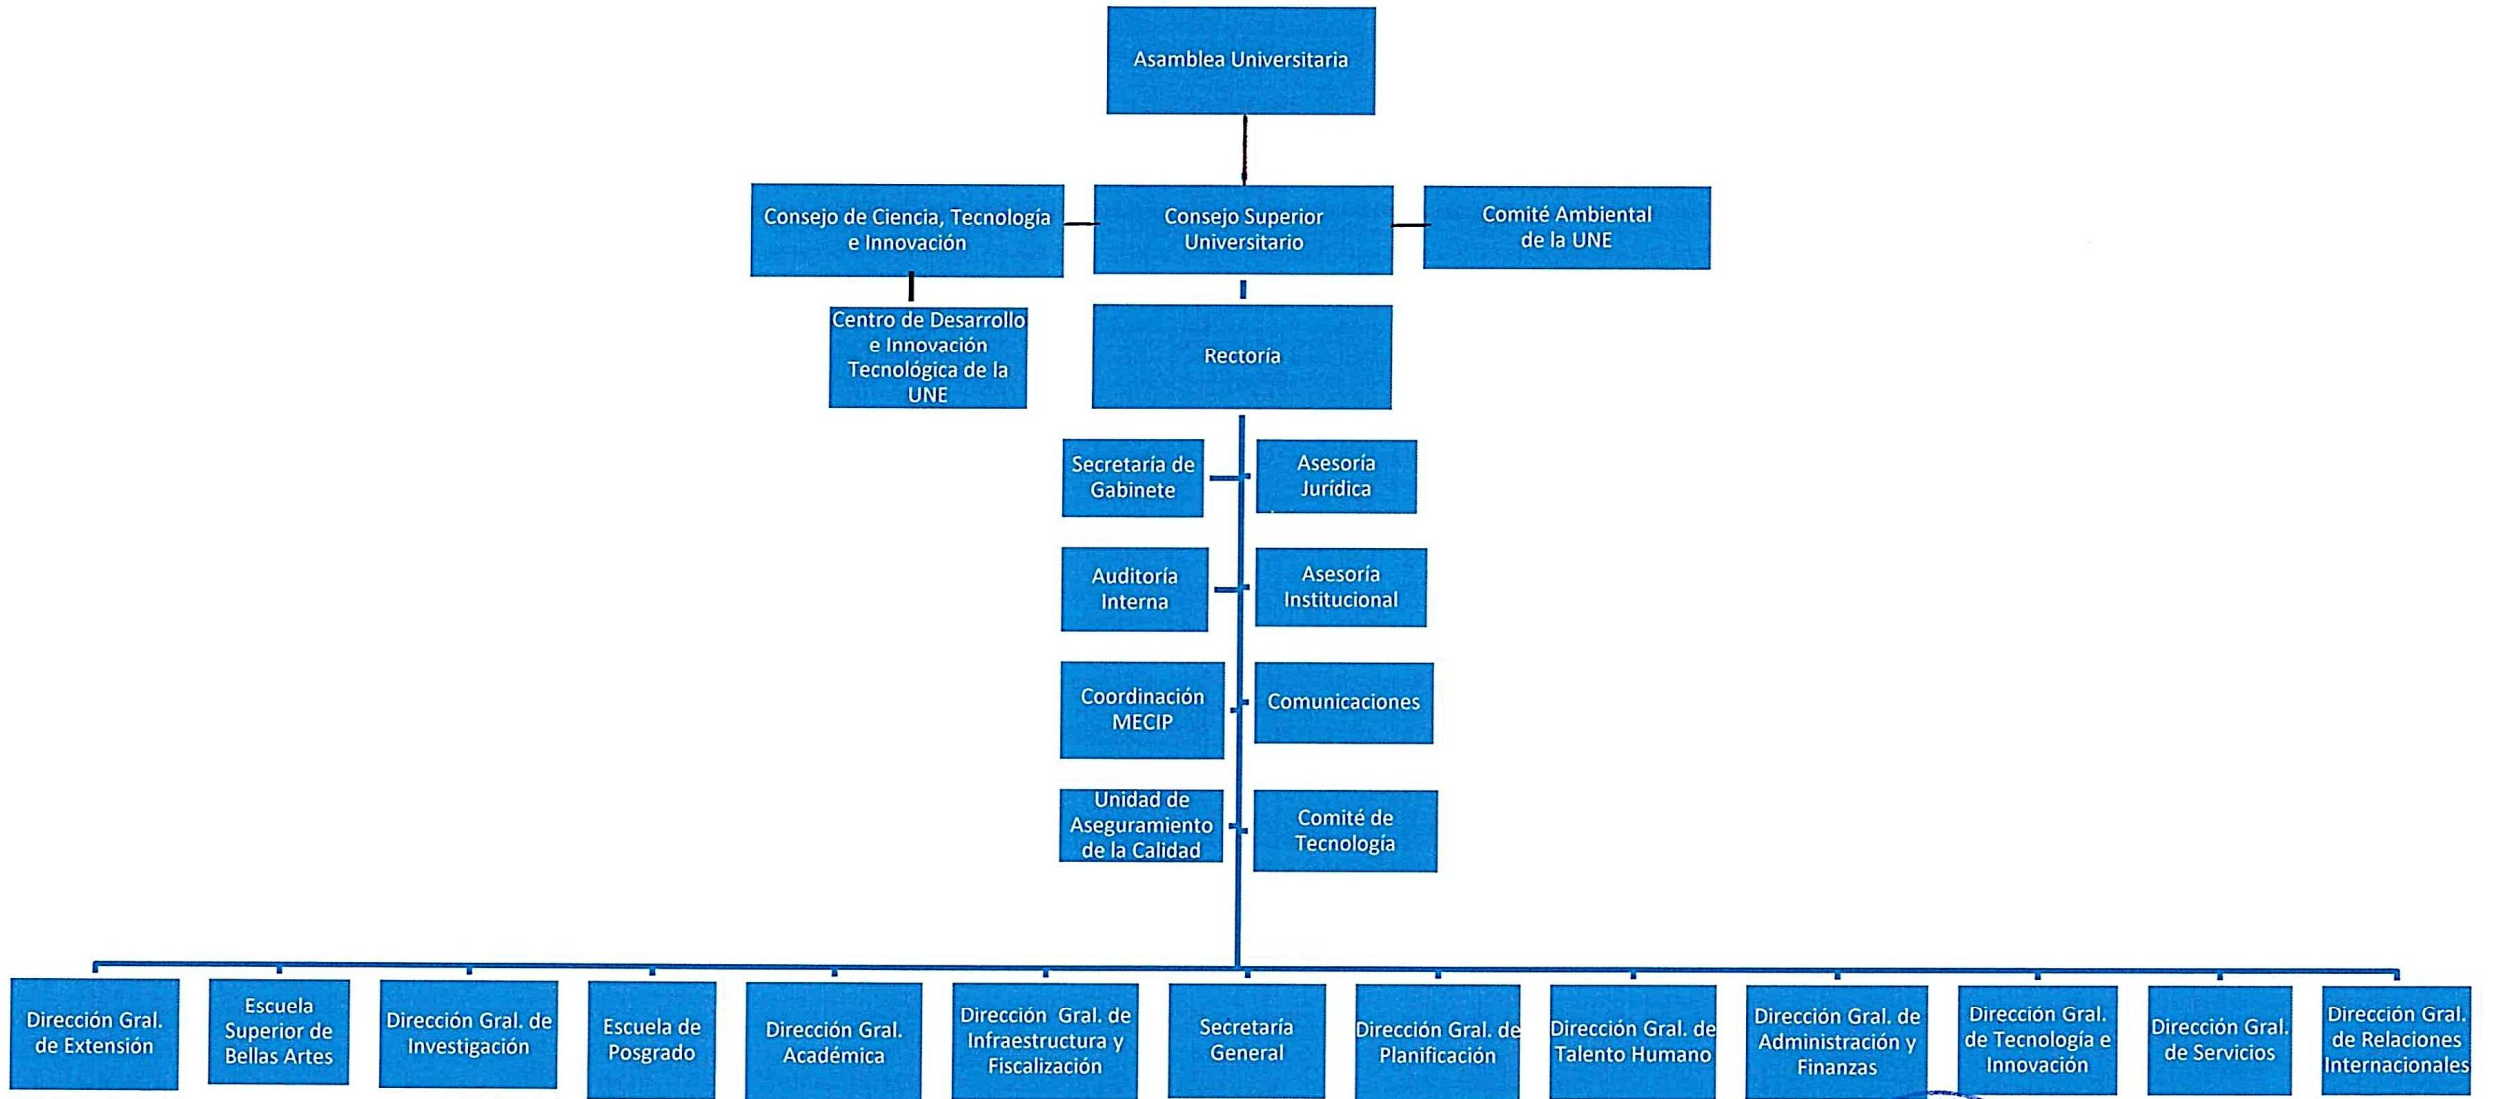 Asamblea Universitaria
Consejo de Ciencia, Tecnología
e Innovación
Consejo Superior
Universitario
Comité Ambiental
de la UNE
Centro de Desarrollo
e Innovación
Tecnológica de la
UNE
Rectoría
Secretaría de
Gabinete
Asesoría
Jurídica
Auditoría
Interna
Asesoría
Institucional
Coordinación
MECIP
Comunicaciones
Unidad de
Aseguramiento
de la Calidad
Comité de
Tecnología
Dirección Gral.
de Extensión
Escuela
Superior de
Bellas Artes
Dirección Gral. de
Investigación
Escuela de
Posgrado
Dirección Gral.
Académica
Dirección Gral. de
Infraestructura y
Fiscalización
Secretaría
General
Dirección Gral. de
Planificación
Dirección Gral. de
Talento Humano
Dirección Gral. de
Administración y
Finanzas
Dirección Gral.
de Tecnología e
Innovación
Dirección Gral.
de Servicios
Dirección Gral.
de Relaciones
Internacionales